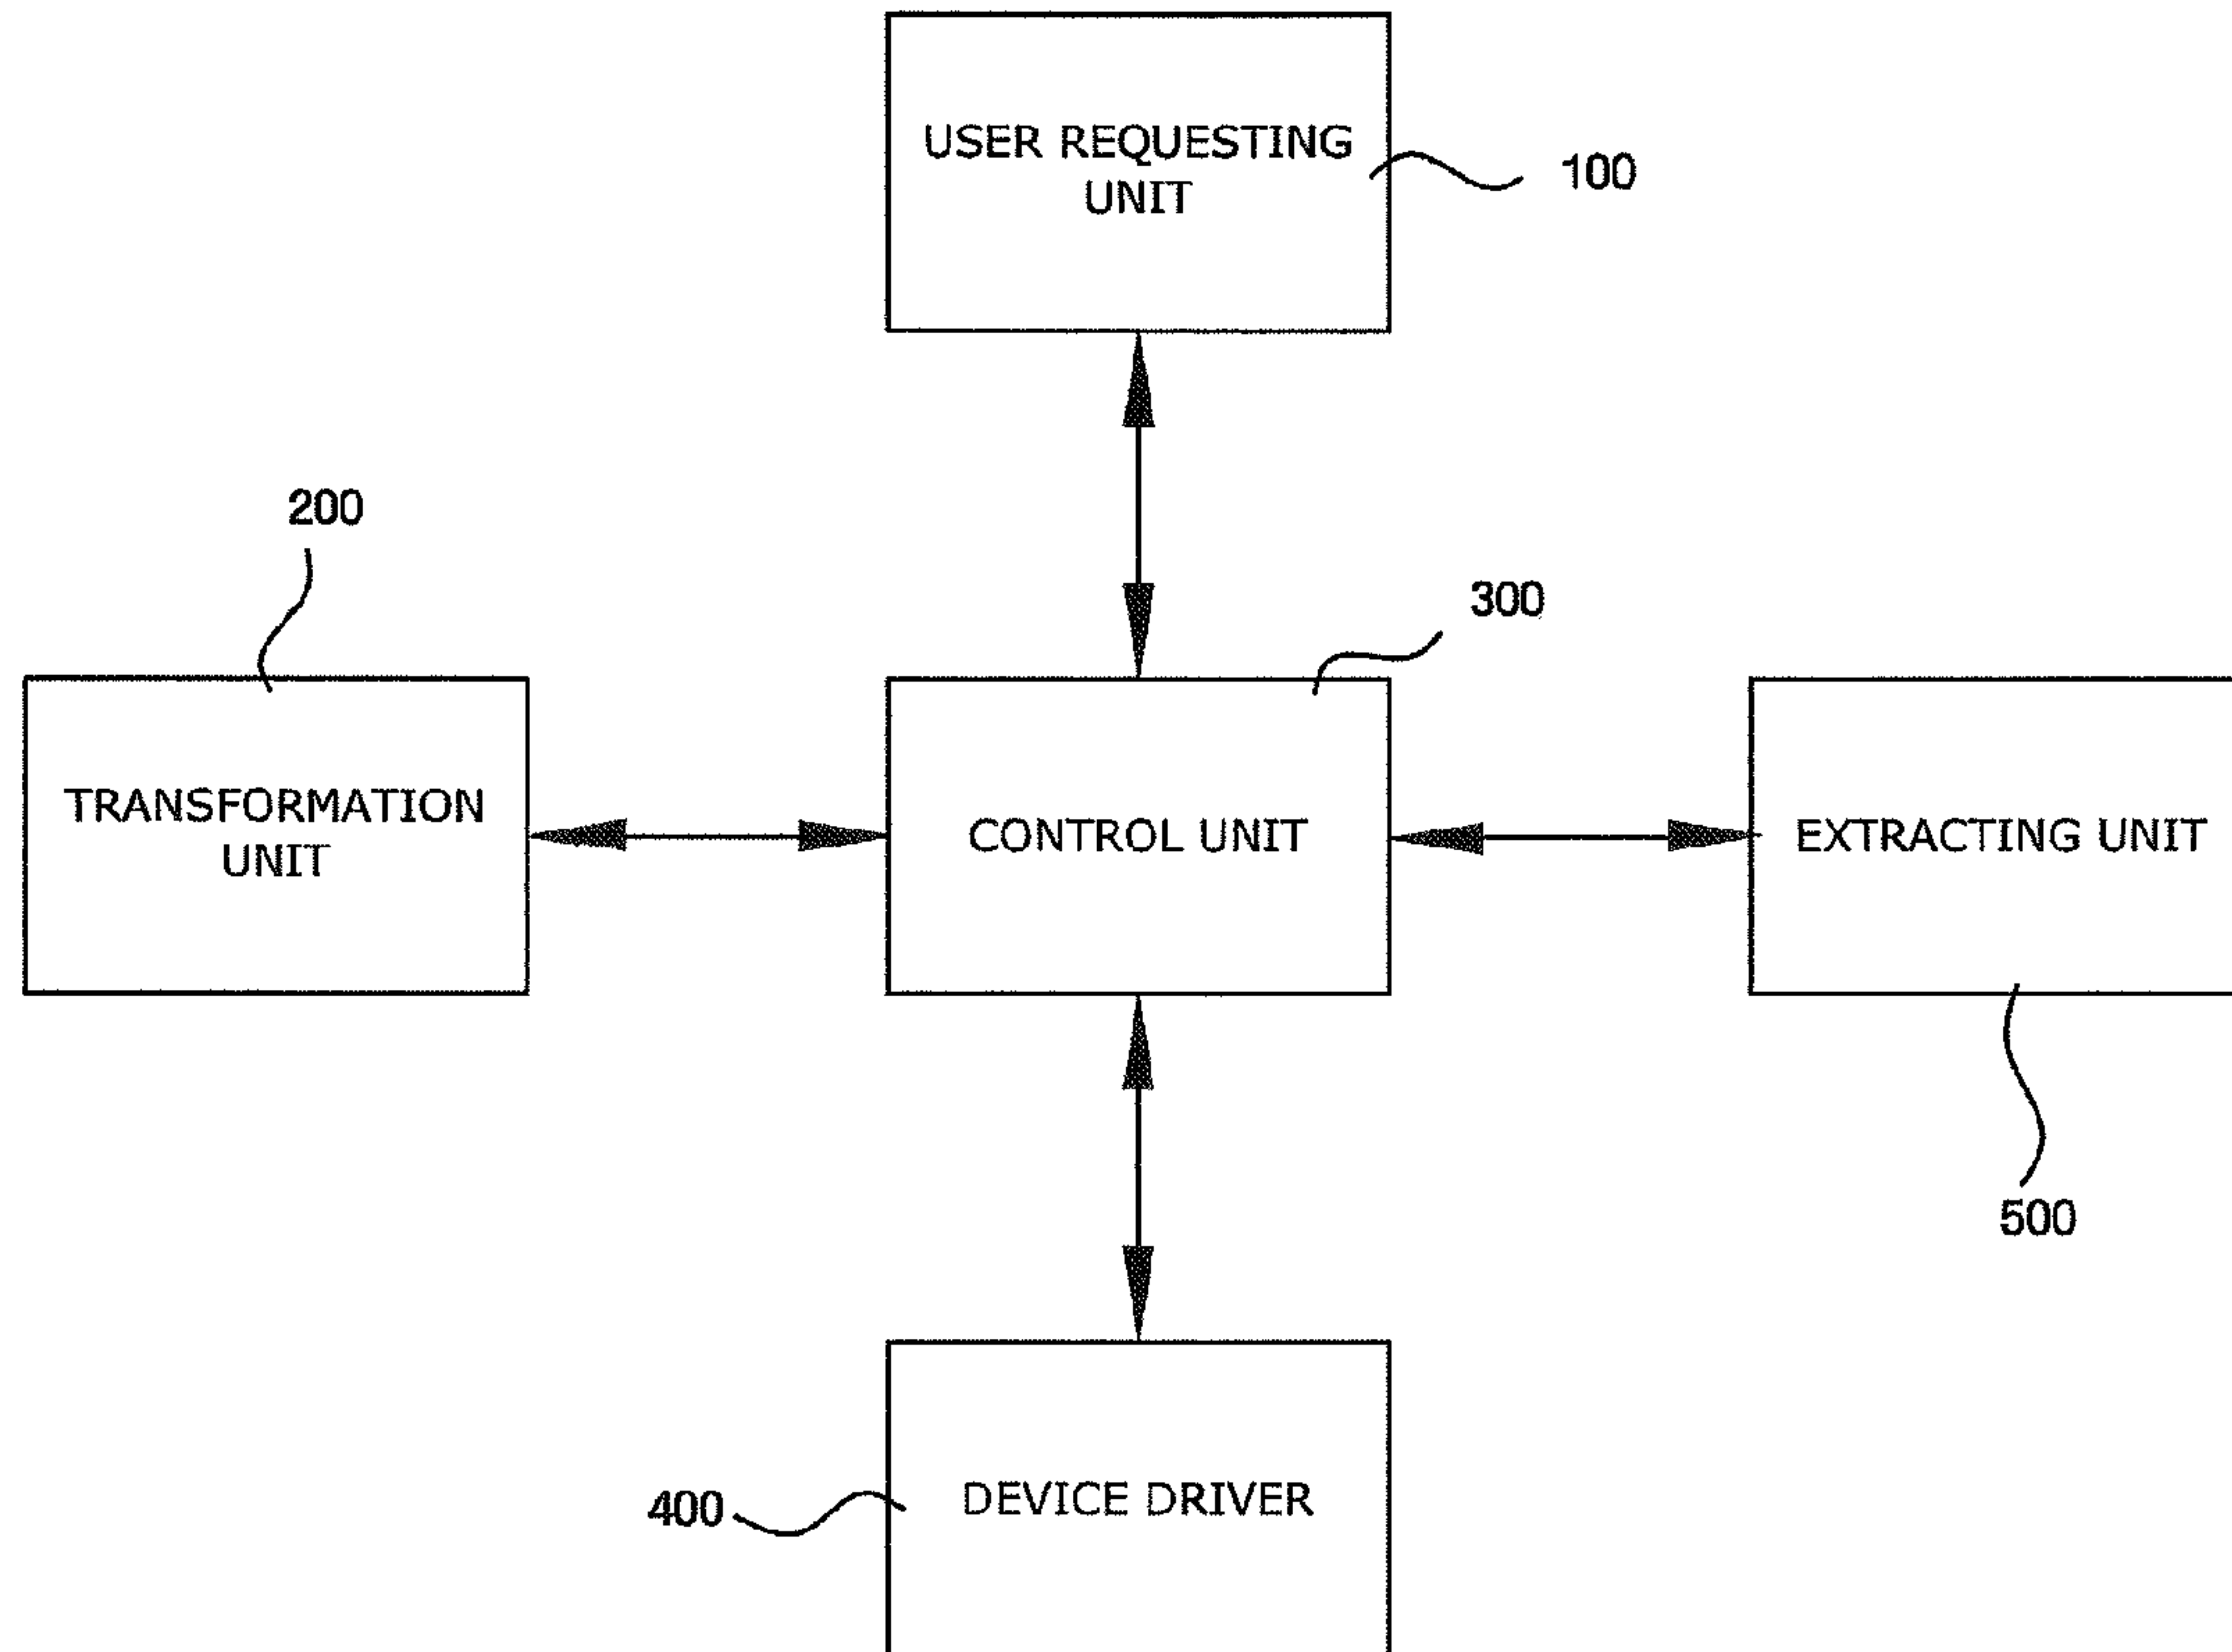 USER REQUESTING
UNIT
100
200
300
TRANSFORMATION
UNIT
CONTROL UNIT
EXTRACTING UNIT
500
400
DEVICE DRIVER